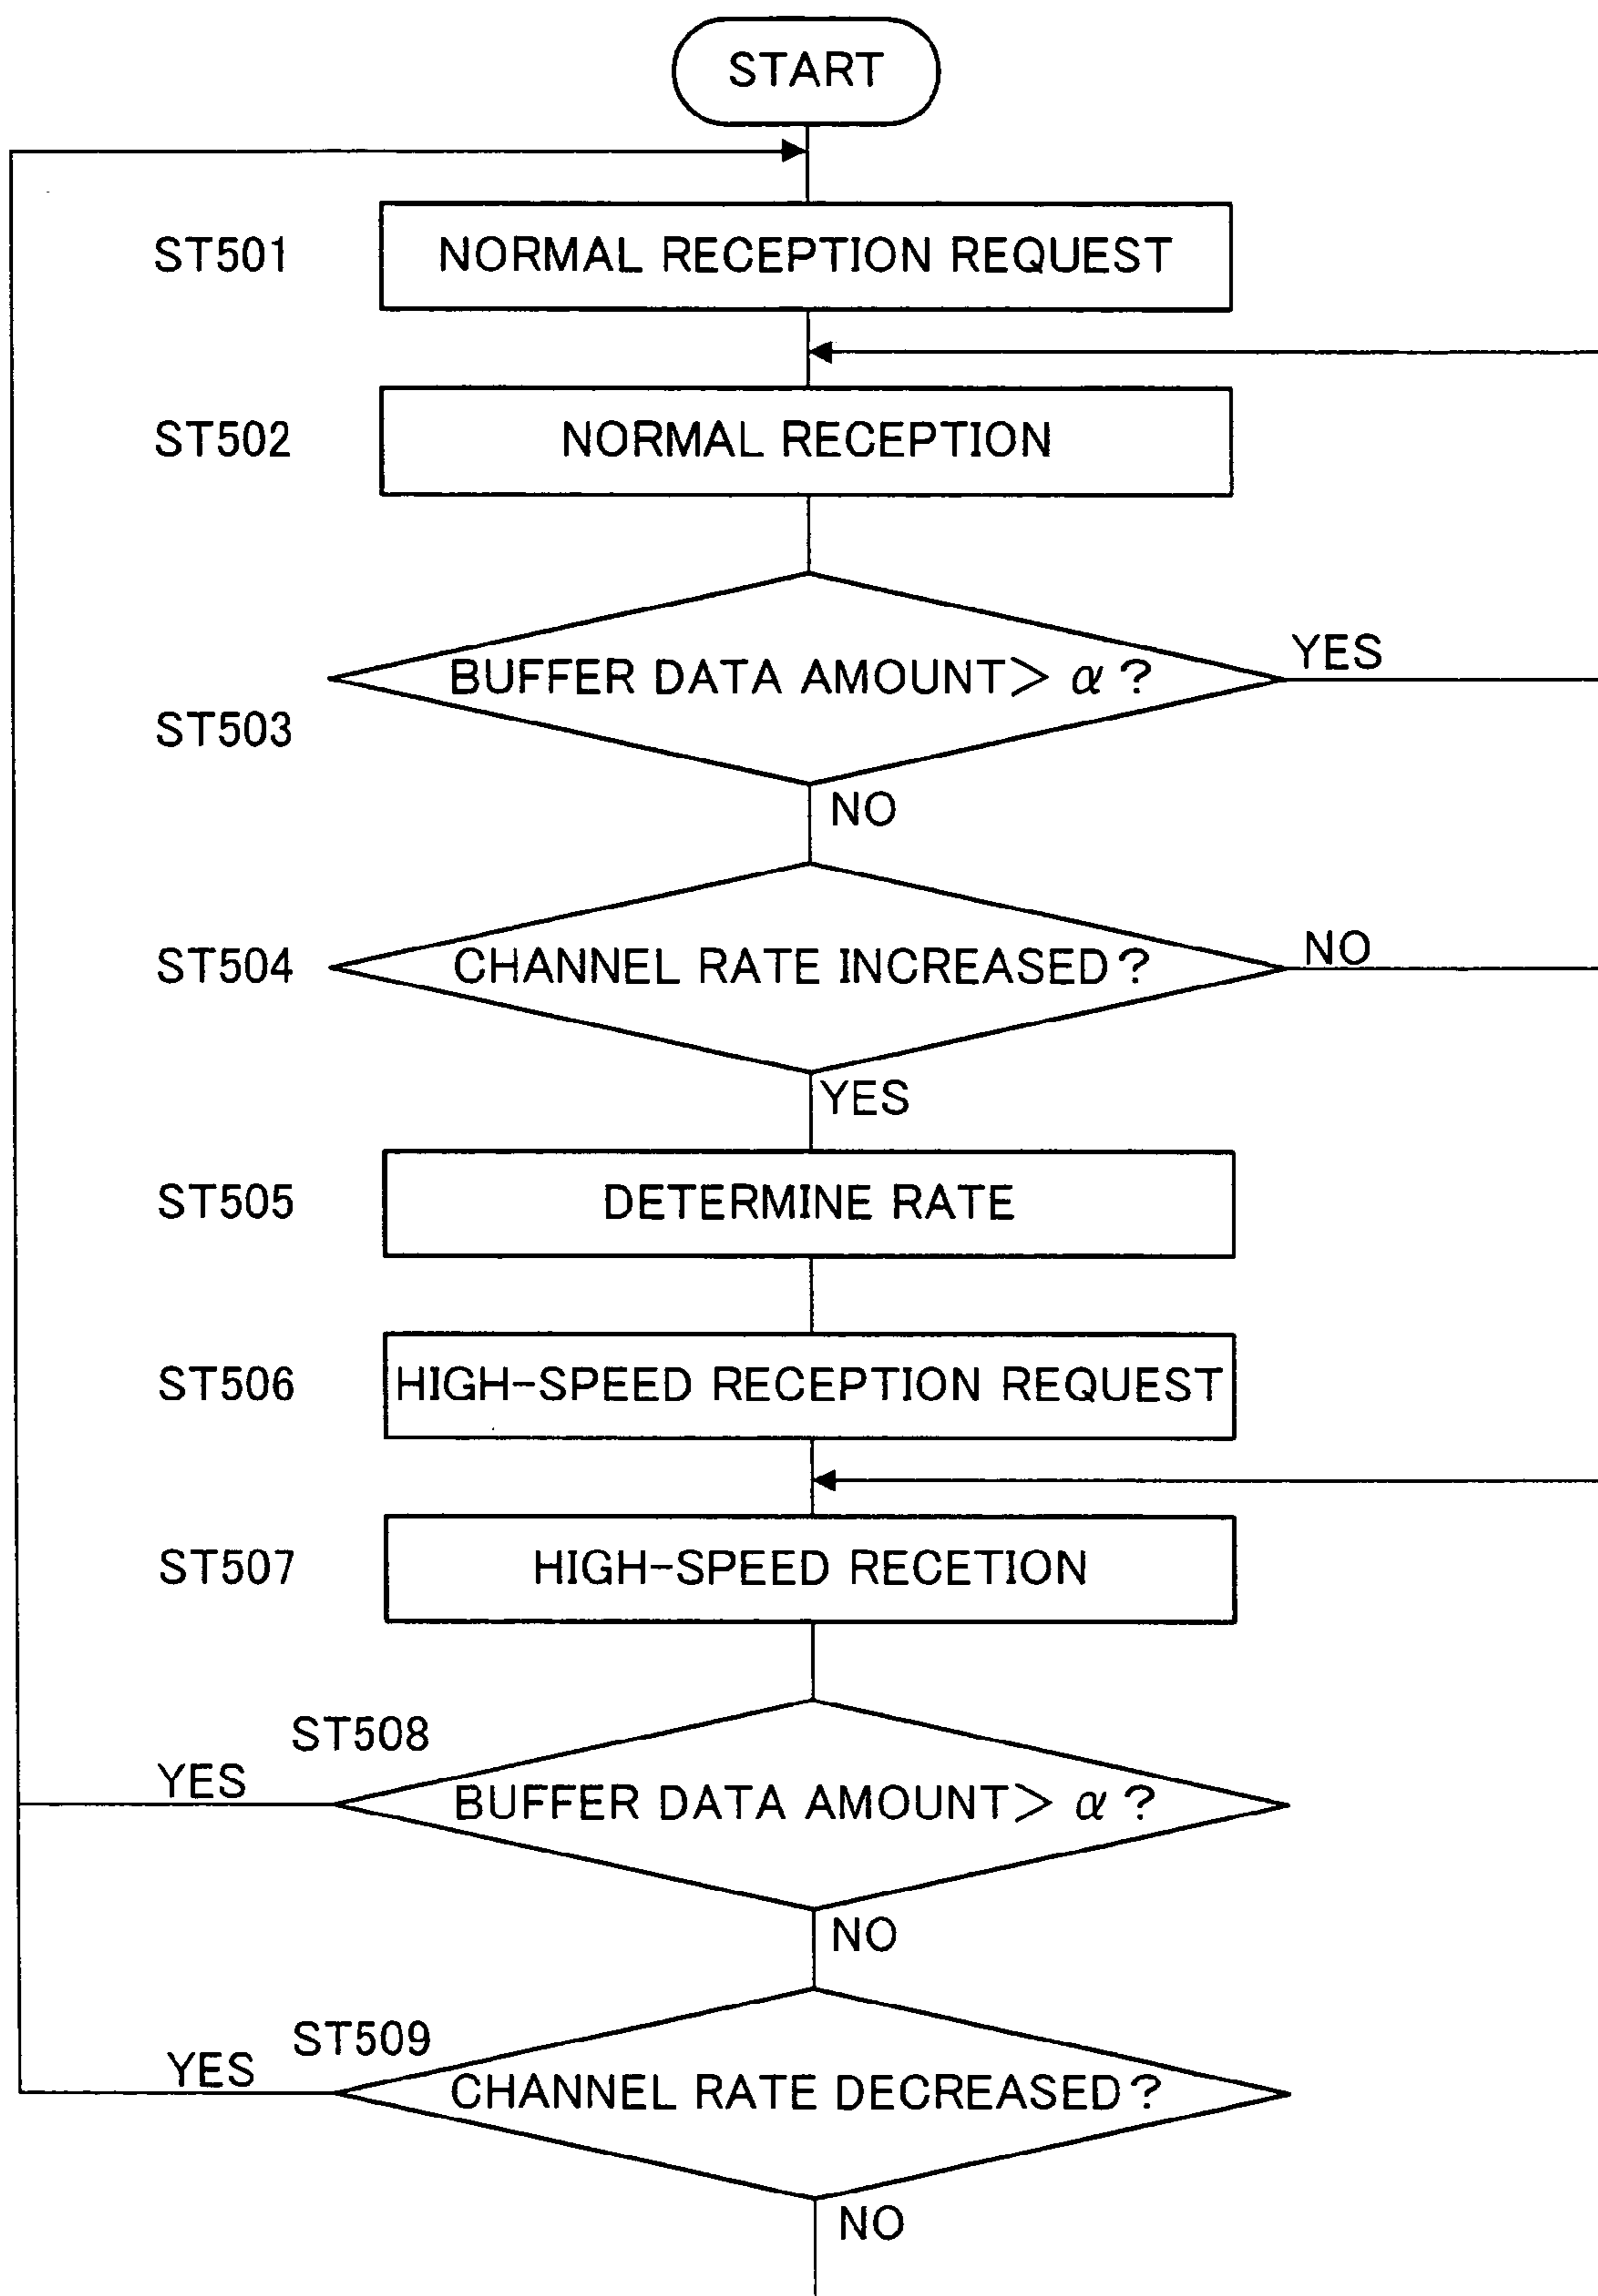 START
ST501
NORMAL RECEPTION REQUEST
ST502
NORMAL RECEPTION
BUFFER DATA AMOUNT> α ?
YES
ST503
NO
ST504
CHANNEL RATE INCREASED?
NO
YES
ST505
DETERMINE RATE
ST506
HIGH-SPEED RECEPTION REQUEST
ST507
HIGH-SPEED RECETION
ST508
YES
BUFFER DATA AMOUNT> α ?
NO
ST509
YES
CHANNEL RATE DECREASED?
NO